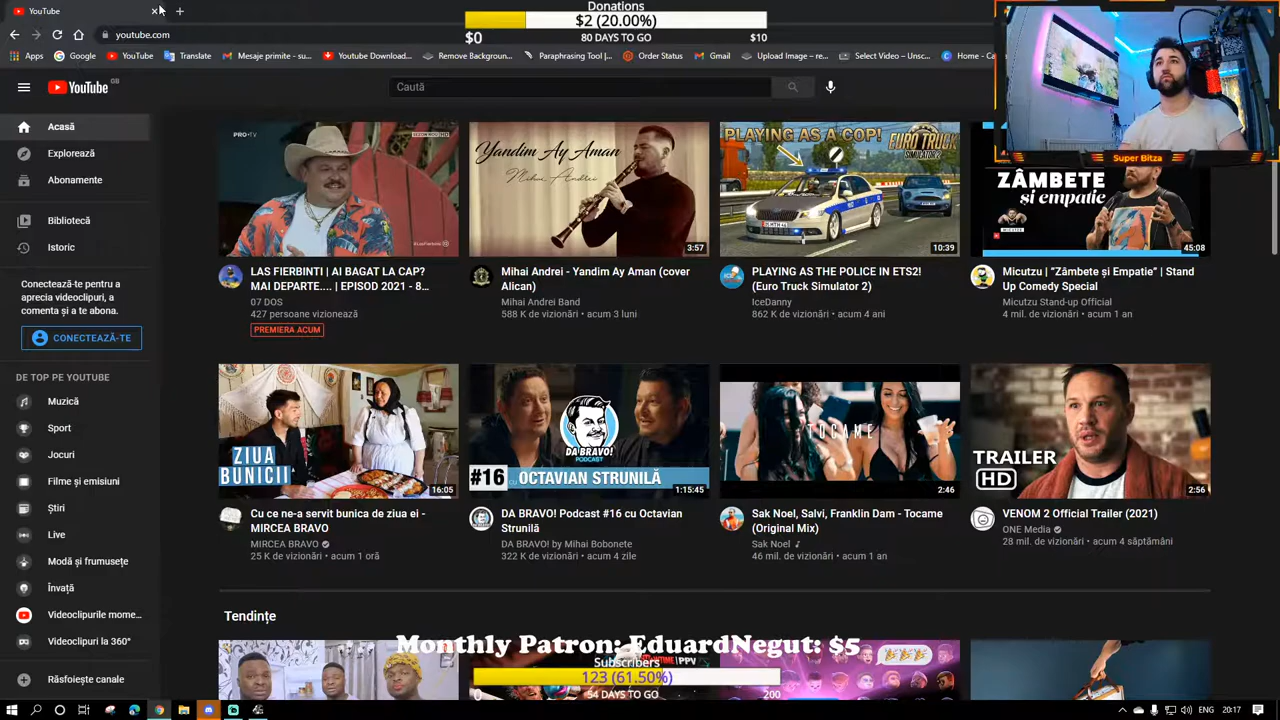 YouTube
Donations
$2 (20.00%)
$0
80 DAYS TO GO
$10
youtube.com
Apps
Google
YouTube
Translate
Mesaje primite - su...
Youtube Download...
Remove Background...
Paraphrasing Tool |...
Order Status
Gmail
Upload Image – re...
Select Video – Uns...
Home - C
YouTube GB
Caută
Super Bitza
Acasă
Explorează
Abonamente
Bibliotecă
Istoric
Conectează-te pentru a
aprecia videoclipuri, a
comenta și a te abona.
CONECTEAZĂ-TE
DE TOP PE YOUTUBE
Muzică
Sport
Jocuri
Filme și emisiuni
Știri
Live
Modă și frumusețe
Învață
Videoclipurile mome...
Videoclipuri la 360°
Răsfoiește canale
PRO•TV
LAS FIERBINTI | AI BAGAT LA CAP?
MAI DEPARTE.... | EPISOD 2021 - 8...
07 DOS
427 persoane vizionează
PREMIERA ACUM
Yandim Ay Aman
Mihai Andrei
3:57
Mihai Andrei - Yandim Ay Aman (cover
Alican)
Mihai Andrei Band
588 K de vizionări • acum 3 luni
PLAYING AS A COP!
EURO TRUCK
SIMULATOR 2
10:39
PLAYING AS THE POLICE IN ETS2!
(Euro Truck Simulator 2)
IceDanny
862 K de vizionări • acum 4 ani
ZÂMBETE
și empatie
MICUTZU
45:08
Micutzu | "Zâmbete și Empatie" | Stand
Up Comedy Special
Micutzu Stand-up Official
4 mil. de vizionări • acum 1 an
ZIUA
BUNICII
16:05
Cu ce ne-a servit bunica de ziua ei -
MIRCEA BRAVO
MIRCEA BRAVO
25 K de vizionări • acum 1 oră
DA BRAVO!
PODCAST
#16 cu OCTAVIAN STRUNILĂ
1:15:45
DA BRAVO! Podcast #16 cu Octavian
Strunilă
DA BRAVO! by Mihai Bobonete
322 K de vizionări • acum 4 zile
TOCAME
2:46
Sak Noel, Salvi, Franklin Dam - Tocame
(Original Mix)
Sak Noel
46 mil. de vizionări • acum 1 an
TRAILER
HD
2:56
VENOM 2 Official Trailer (2021)
ONE Media
28 mil. de vizionări • acum 4 săptămâni
Tendințe
Monthly Patron: EduardNegut: $5
Subscribers
123 (61.50%)
0
54 DAYS TO GO
200
PPV
ENG
20:17